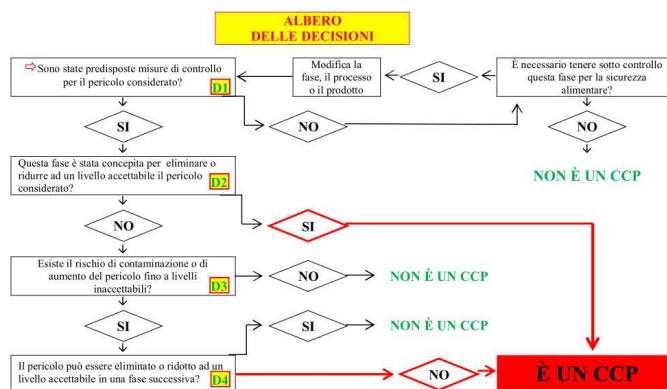 ALBERO
DELLE DECISIONI
⇨Sono state predisposte misure di controllo
per il pericolo considerato?
D1
Modifica la
fase, il processo
o il prodotto
SI
È necessario tenere sotto controllo
questa fase per la sicurezza
alimentare?
SI
NO
NO
NON È UN CCP
Questa fase è stata concepita per eliminare o
ridurre ad un livello accettabile il pericolo
considerato?
D2
NO
SI
Esiste il rischio di contaminazione o di
aumento del pericolo fino a livelli
inaccettabili?
D3
NO
NON È UN CCP
SI
SI
NON È UN CCP
Il pericolo può essere eliminato o ridotto ad un
livello accettabile in una fase successiva?
D4
NO
È UN CCP